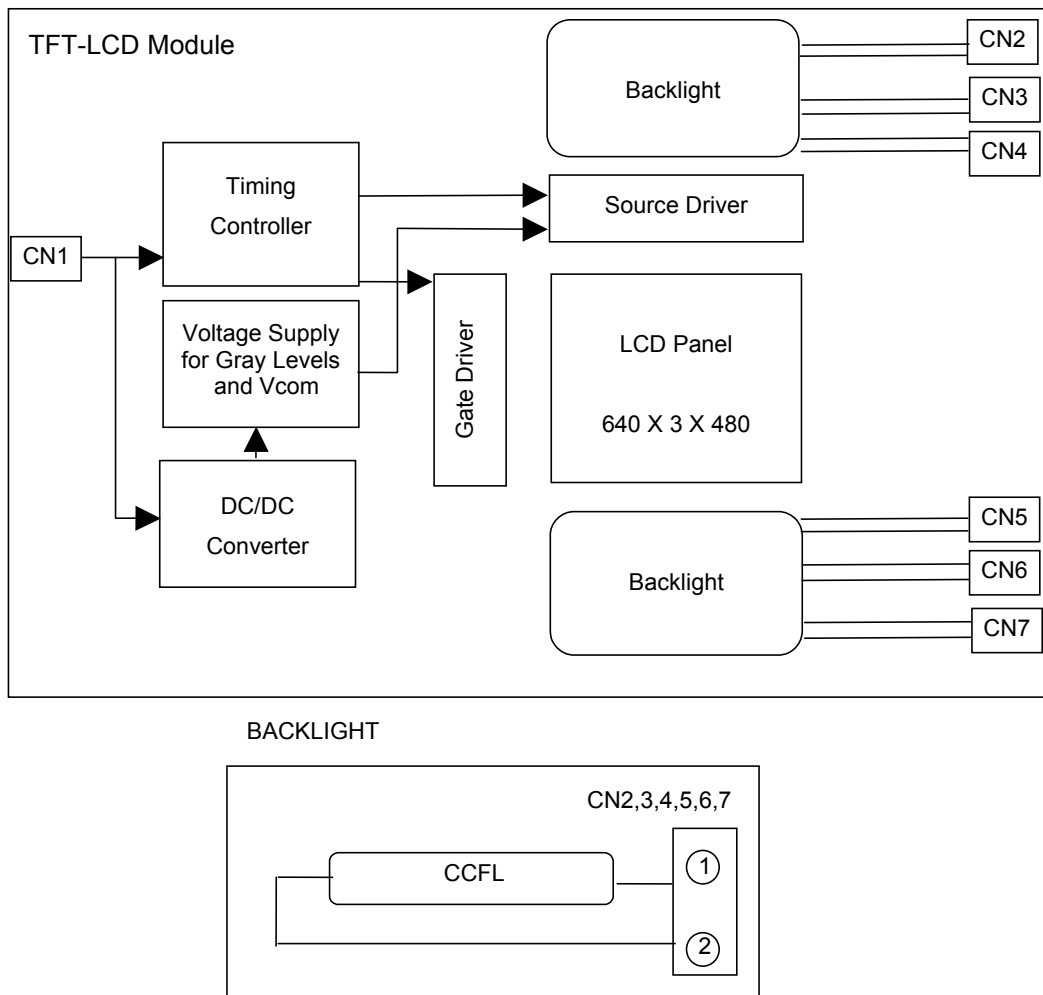 TFT-LCD Module
Backlight
CN2
CN3
CN4
Timing
Controller
Source Driver
CN1
Voltage Supply
for Gray Levels
and Vcom
Gate Driver
LCD Panel
640 X 3 X 480
DC/DC
Converter
Backlight
CN5
CN6
CN7
BACKLIGHT
CN2,3,4,5,6,7
CCFL
1
2